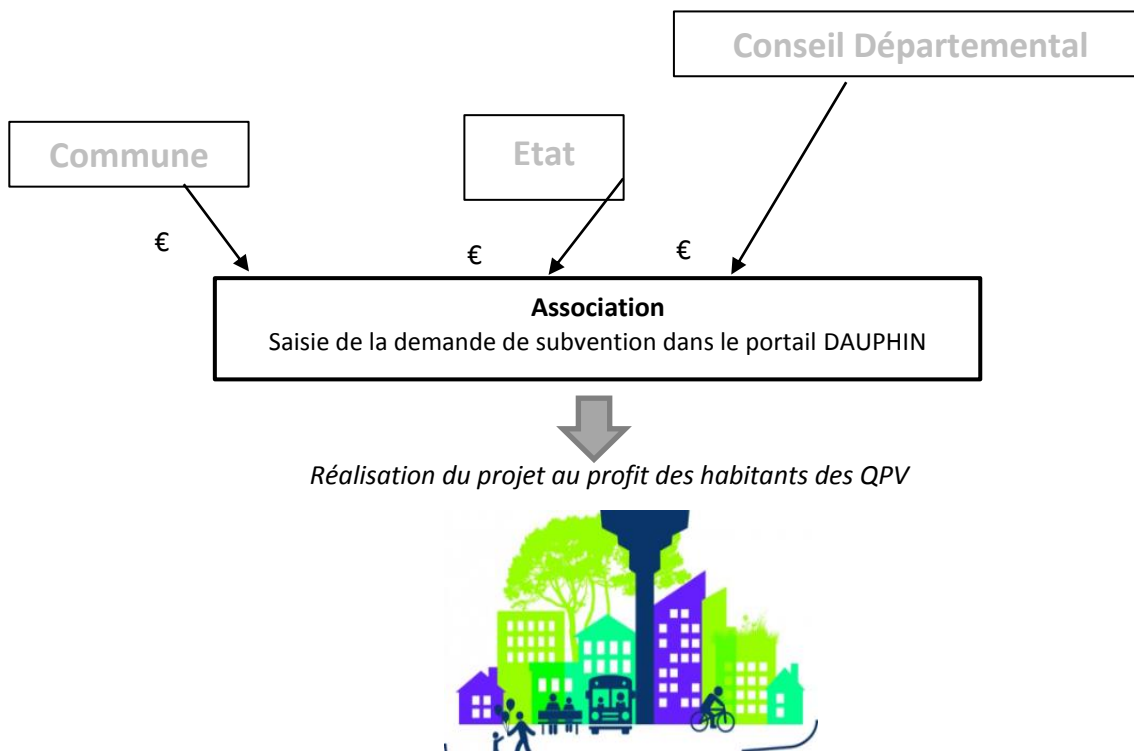 Conseil Départemental
Commune
Etat
€
€
€
Association
Saisie de la demande de subvention dans le portail DAUPHIN
Réalisation du projet au profit des habitants des QPV